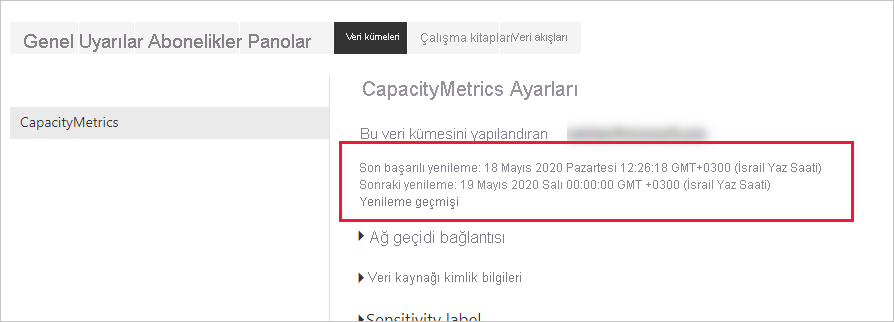 Genel Uyarılar Abonelikler Panolar Veri kümeleri Çalışma kitapları Veri akışları
CapacityMetrics Ayarları
CapacityMetrics
Bu veri kümesini yapılandıran
Son başarılı yenileme: 18 Mayıs 2020 Pazartesi 12:26:18 GMT+0300 (İsrail Yaz Saati)
Sonraki yenileme: 19 Mayıs 2020 Salı 00:00:00 GMT +0300 (İsrail Yaz Saati)
Yenileme geçmişi
Ağ geçidi bağlantısı
Veri kaynağı kimlik bilgileri
Sensitivity label